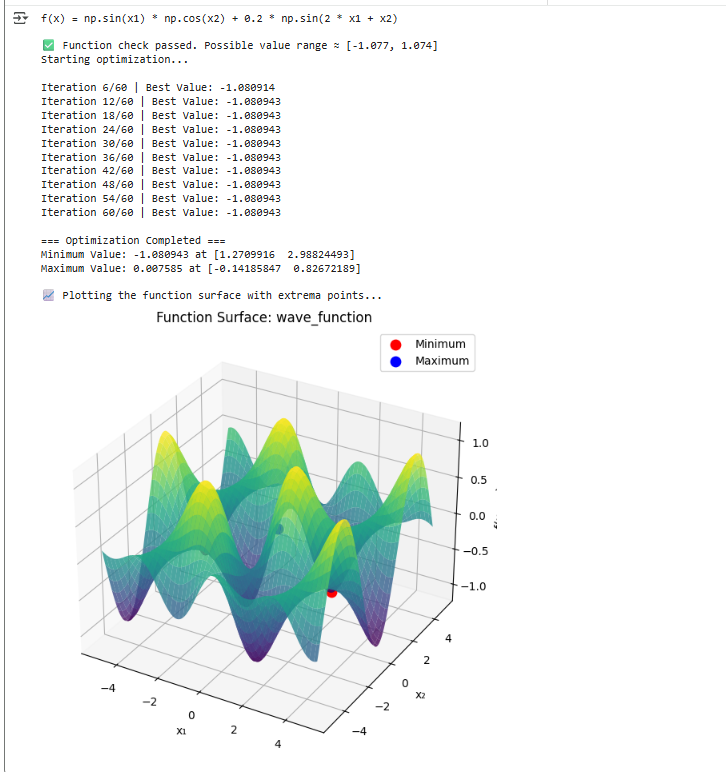 f(x) = np.sin(x1) * np.cos(x2) + 0.2 * np.sin(2 * x1 + x2)
✅ Function check passed. Possible value range ≈ [-1.077, 1.074]
Starting optimization...
Iteration 6/60 | Best Value: -1.080914
Iteration 12/60 | Best Value: -1.080943
Iteration 18/60 | Best Value: -1.080943
Iteration 24/60 | Best Value: -1.080943
Iteration 30/60 | Best Value: -1.080943
Iteration 36/60 | Best Value: -1.080943
Iteration 42/60 | Best Value: -1.080943
Iteration 48/60 | Best Value: -1.080943
Iteration 54/60 | Best Value: -1.080943
Iteration 60/60 | Best Value: -1.080943
=== Optimization Completed ===
Minimum Value: -1.080943 at [1.2709916 2.98824493]
Maximum Value: 0.007585 at [-0.14185847 0.82672189]
📈 Plotting the function surface with extrema points...
Function Surface: wave_function
Minimum
Maximum
1.0
0.5
0.0
−0.5
−1.0
−4
−2
0
2
4
x₁
−4
−2
0
2
4
x₂